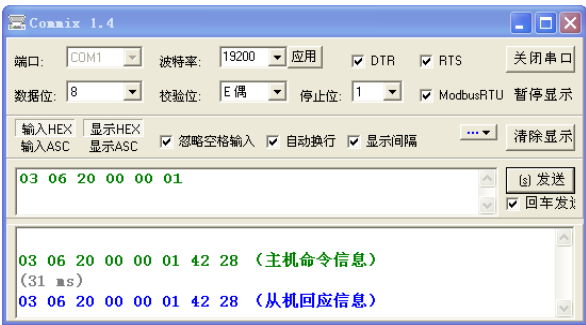 Commix 1.4
端口: COM1 波特率: 19200 应用 DTR RTS 关闭串口
数据位: 8 校验位: E 偶 停止位: 1 ModbusRTU 暂停显示
输入HEX 显示HEX
输入ASC 显示ASC 忽略空格输入 自动换行 显示间隔 ... 清除显示
03 06 20 00 00 01 (s) 发送
回车发
03 06 20 00 00 01 42 28 （主机命令信息）
(31 ms)
03 06 20 00 00 01 42 28 （从机回应信息）